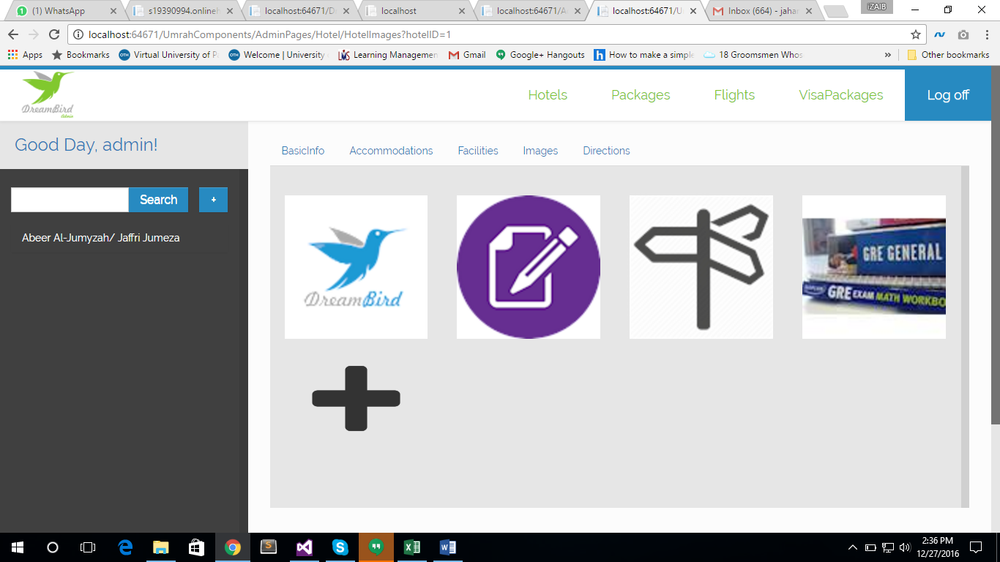 iZAIB
(1) WhatsApp
s19390994.onlineh
localhost:64671/D
localhost
localhost:64671/A
localhost:64671/U
Inbox (664) - jahan
localhost:64671/UmrahComponents/AdminPages/Hotel/HotelImages?hotelID=1
Apps Bookmarks Virtual University of P Welcome | University Learning Managemen Gmail Google+ Hangouts How to make a simple 18 Groomsmen Whos » Other bookmarks
DreamBird
Admin
Hotels Packages Flights VisaPackages Log off
Good Day, admin!
BasicInfo Accommodations Facilities Images Directions
Search +
Abeer Al-Jumyzah/ Jaffri Jumeza
DreamBird
GRE GENERAL
GRE EXAM MATH WORKBO
2:36 PM
12/27/2016